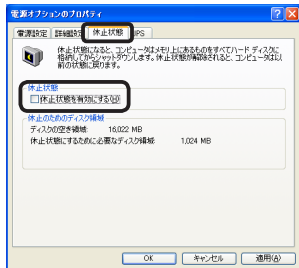 電源オプションのプロパティ
電源設定 詳細設定 休止状態 UPS
休止状態になると、コンピュータはメモリ上にあるものをすべてハード ディスクに
格納してからシャットダウンします。休止状態が解除されると、コンピュータは以
前の状態に戻ります。
休止状態
休止状態を有効にする(H)
休止のためのディスク領域
ディスクの空き領域: 16,022 MB
休止状態にするために必要なディスク領域: 1,024 MB
OK キャンセル 適用(A)